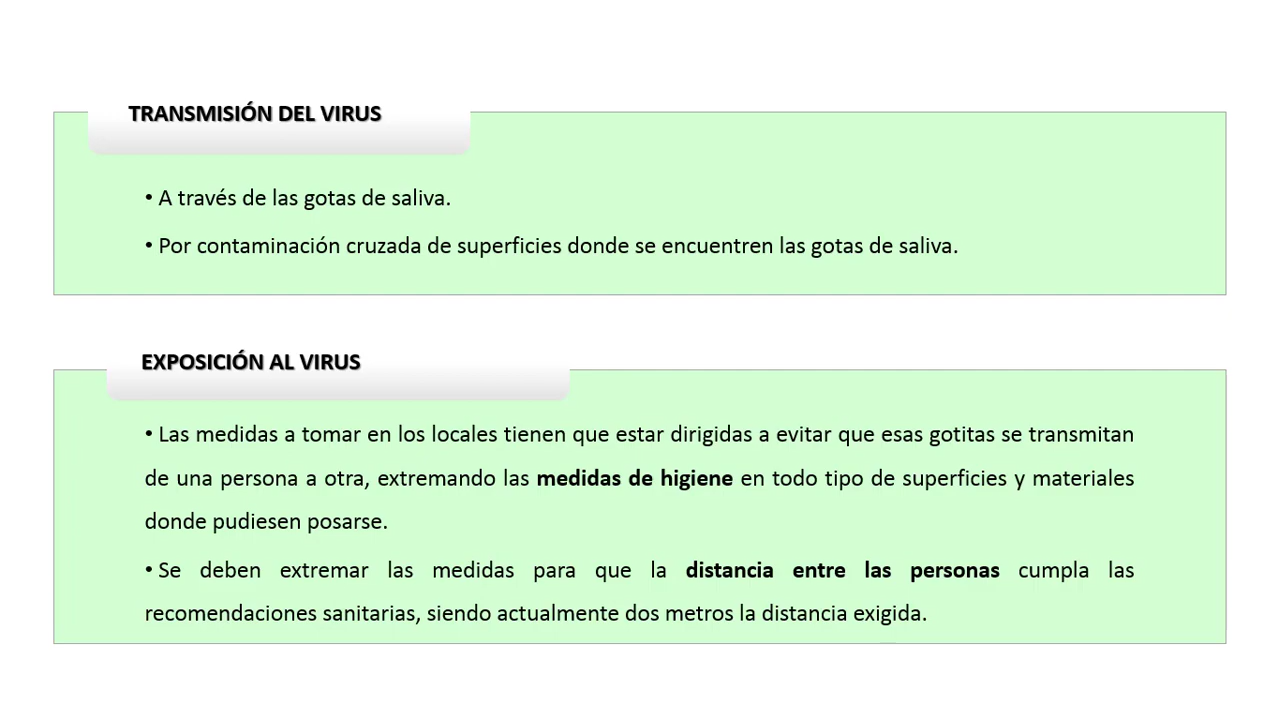 TRANSMISIÓN DEL VIRUS
• A través de las gotas de saliva.
• Por contaminación cruzada de superficies donde se encuentren las gotas de saliva.
EXPOSICIÓN AL VIRUS
• Las medidas a tomar en los locales tienen que estar dirigidas a evitar que esas gotitas se transmitan
de una persona a otra, extremando las medidas de higiene en todo tipo de superficies y materiales
donde pudiesen posarse.
• Se deben extremar las medidas para que la distancia entre las personas cumpla las
recomendaciones sanitarias, siendo actualmente dos metros la distancia exigida.